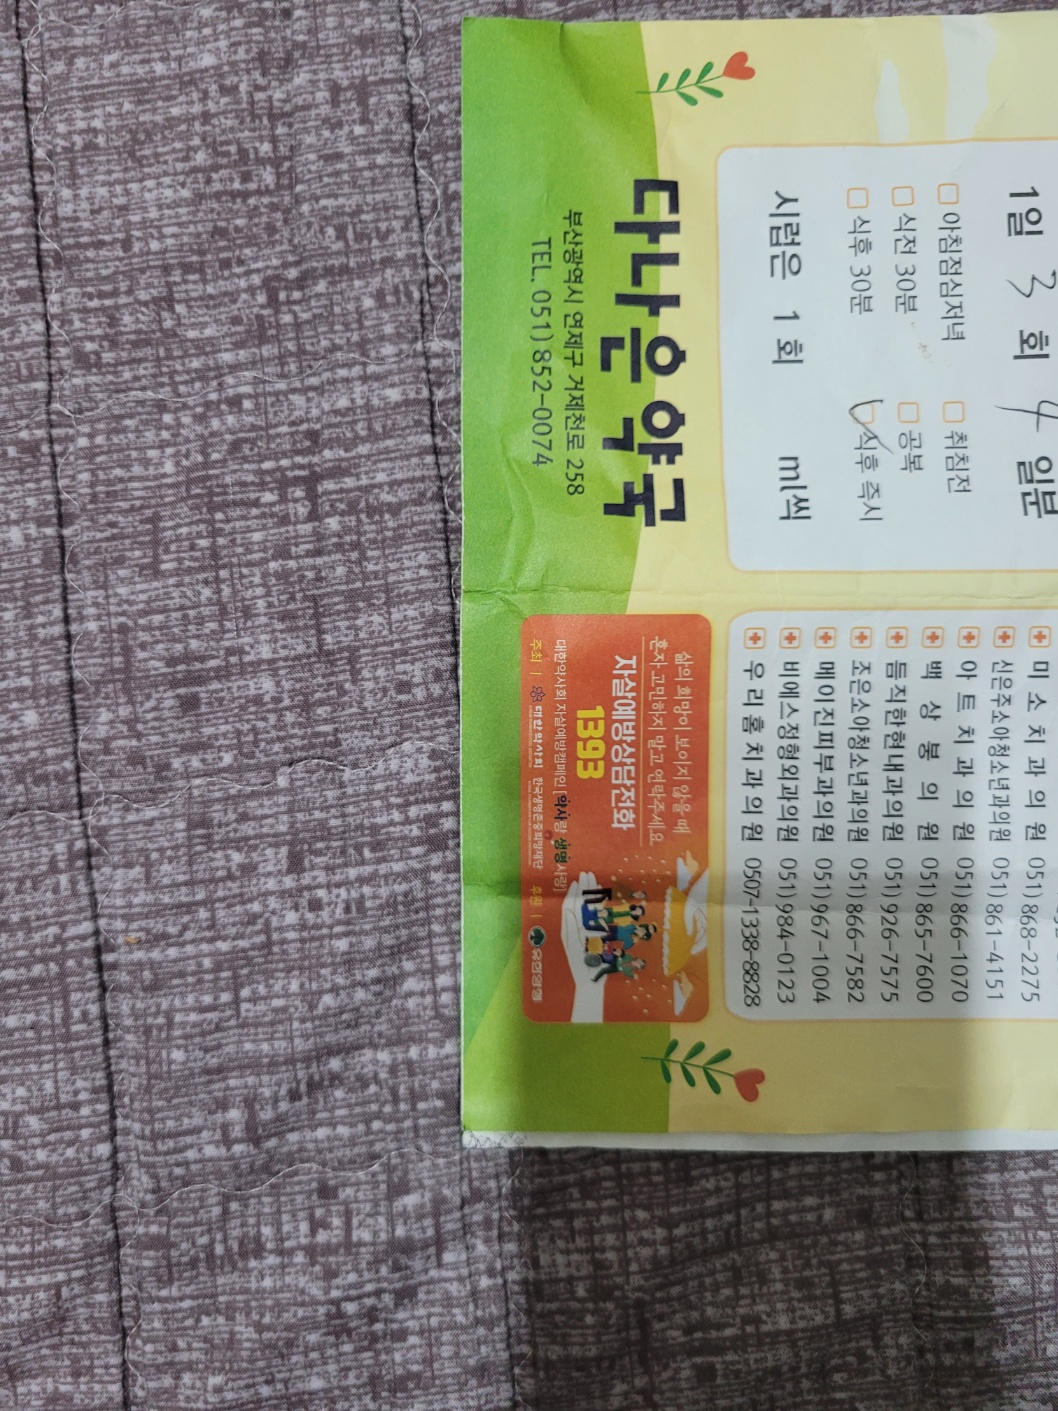 1일 3 회 4 일분
아침점심저녁 취침전
식전 30분 공복
식후 30분 식후 즉시
시럽은 1 회 ml씩
다나은약국
부산광역시 연제구 거제천로 258
TEL. 051) 852-0074
미소치과의원 051)868-2275
신은주소아청소년과의원 051)861-4151
아트치과의원 051)866-1070
백상봉의원 051)865-7600
듬직한현내과의원 051)926-7575
조은소아청소년과의원 051)866-7582
메이진피부과의원 051)967-1004
비에스정형외과의원 051)984-0123
우리홈치과의원 0507-1338-8828
삶의 희망이 보이지 않을 때
혼자 고민하지 말고 연락주세요
자살예방상담전화
1393
대한약사회 자살예방캠페인 [약사랑 생명사랑]
주최 | 대한약사회 한국생명존중희망재단 후원 | 유한양행